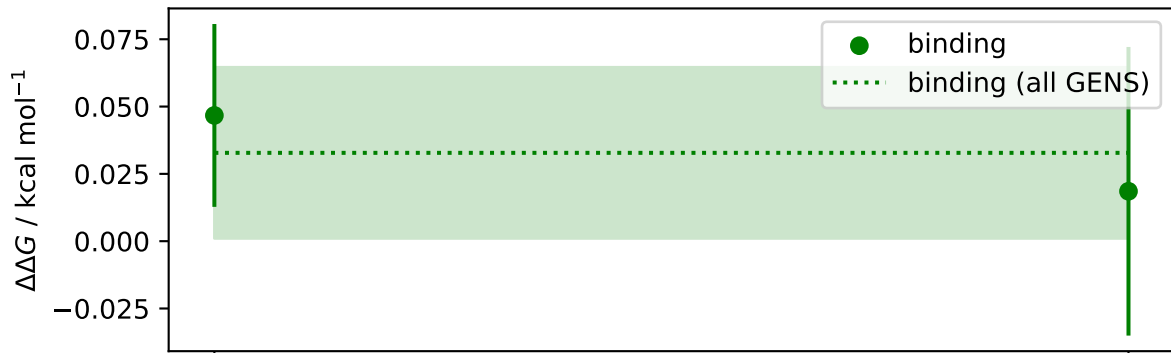 0.075
0.050
0.025
0.000
−0.025
ΔΔG / kcal mol⁻¹
binding
binding (all GENS)